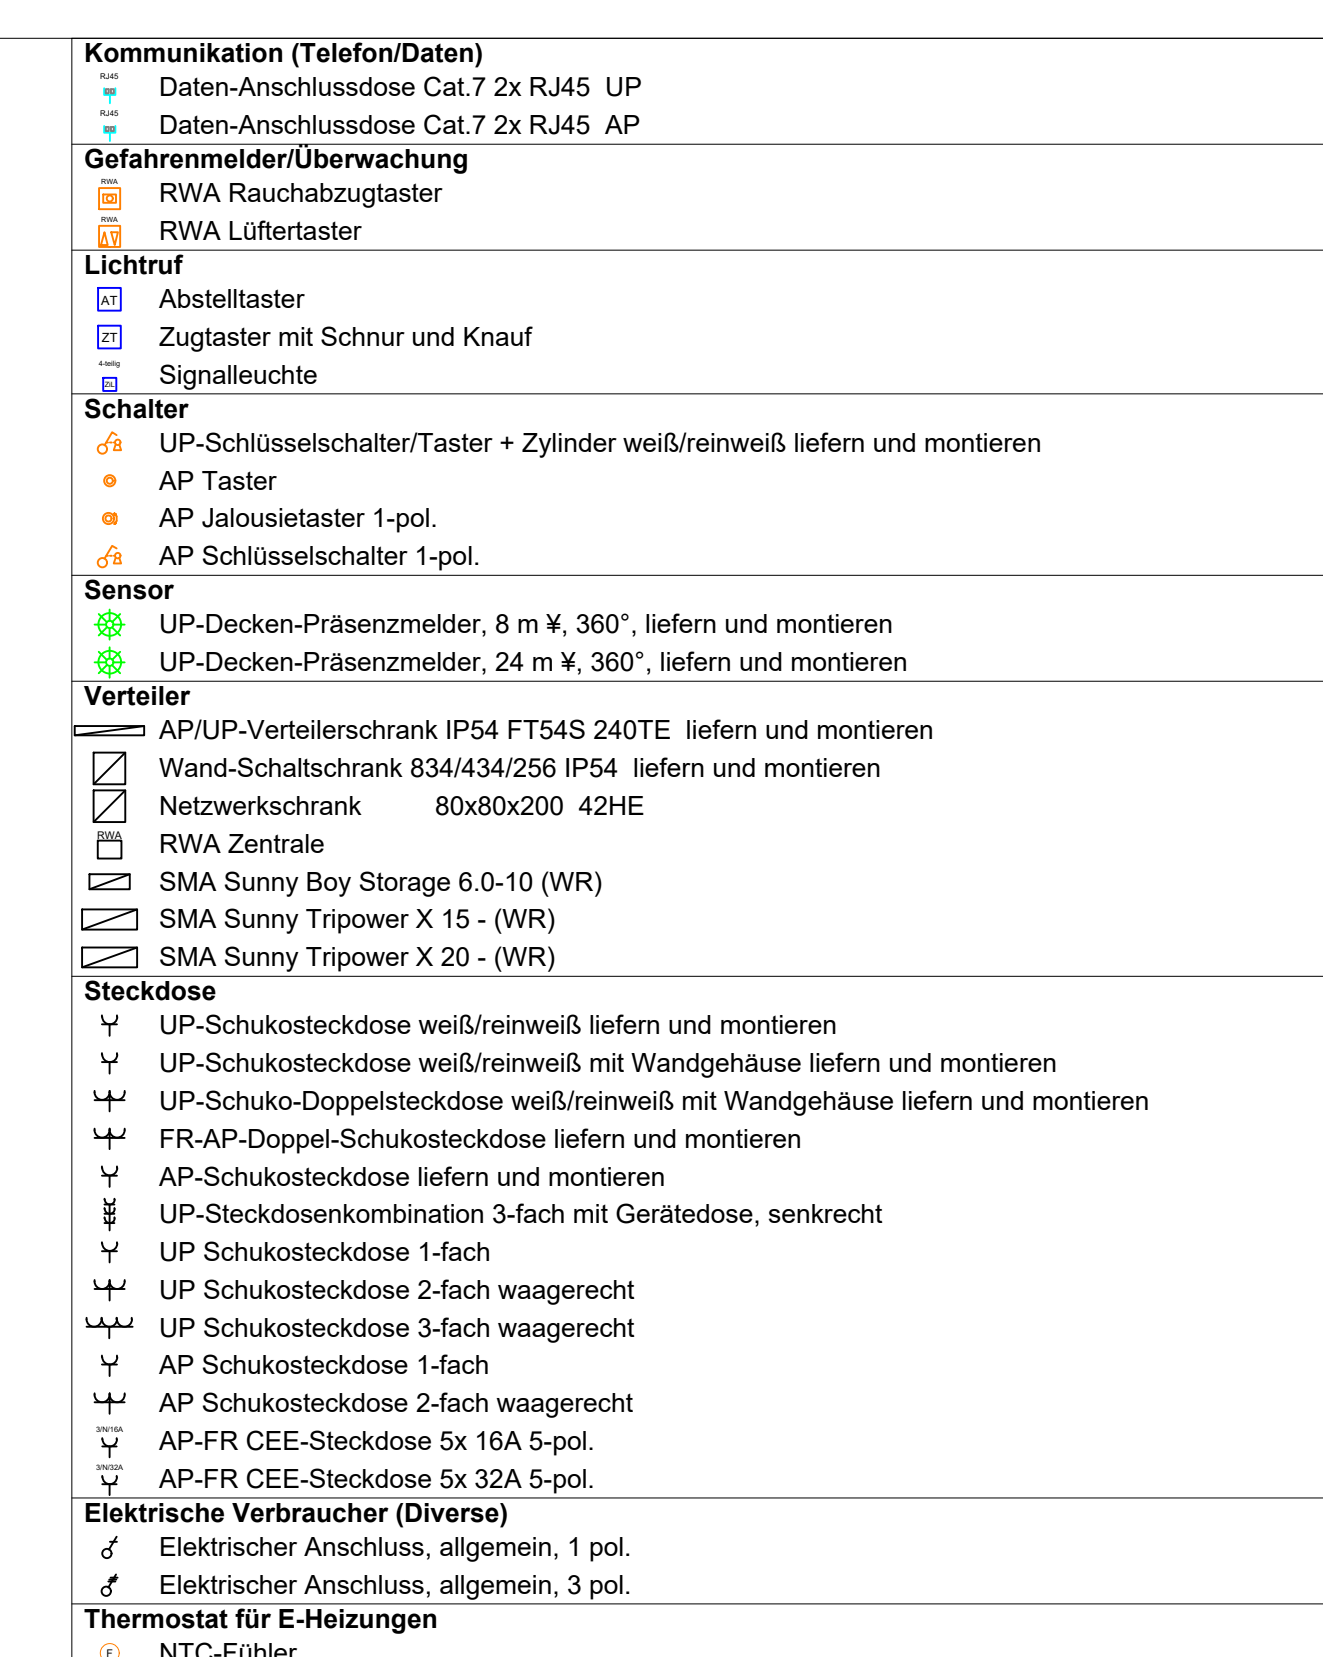 Kommunikation (Telefon/Daten)
RJ45
Daten-Anschlussdose Cat.7 2x RJ45 UP
RJ45
Daten-Anschlussdose Cat.7 2x RJ45 AP
Gefahrenmelder/Überwachung
RWA
RWA Rauchabzugtaster
RWA
RWA Lüftertaster
Lichtruf
AT Abstelltaster
ZT Zugtaster mit Schnur und Knauf
4-teilig
ZIL Signalleuchte
Schalter
UP-Schlüsselschalter/Taster + Zylinder weiß/reinweiß liefern und montieren
AP Taster
AP Jalousietaster 1-pol.
AP Schlüsselschalter 1-pol.
Sensor
UP-Decken-Präsenzmelder, 8 m ¥, 360°, liefern und montieren
UP-Decken-Präsenzmelder, 24 m ¥, 360°, liefern und montieren
Verteiler
AP/UP-Verteilerschrank IP54 FT54S 240TE liefern und montieren
Wand-Schaltschrank 834/434/256 IP54 liefern und montieren
Netzwerkschrank 80x80x200 42HE
RWA
RWA Zentrale
SMA Sunny Boy Storage 6.0-10 (WR)
SMA Sunny Tripower X 15 - (WR)
SMA Sunny Tripower X 20 - (WR)
Steckdose
UP-Schukosteckdose weiß/reinweiß liefern und montieren
UP-Schukosteckdose weiß/reinweiß mit Wandgehäuse liefern und montieren
UP-Schuko-Doppelsteckdose weiß/reinweiß mit Wandgehäuse liefern und montieren
FR-AP-Doppel-Schukosteckdose liefern und montieren
AP-Schukosteckdose liefern und montieren
UP-Steckdosenkombination 3-fach mit Gerätedose, senkrecht
UP Schukosteckdose 1-fach
UP Schukosteckdose 2-fach waagerecht
UP Schukosteckdose 3-fach waagerecht
AP Schukosteckdose 1-fach
AP Schukosteckdose 2-fach waagerecht
3/N/16A
AP-FR CEE-Steckdose 5x 16A 5-pol.
3/N/32A
AP-FR CEE-Steckdose 5x 32A 5-pol.
Elektrische Verbraucher (Diverse)
Elektrischer Anschluss, allgemein, 1 pol.
Elektrischer Anschluss, allgemein, 3 pol.
Thermostat für E-Heizungen
F NTC-Fühler